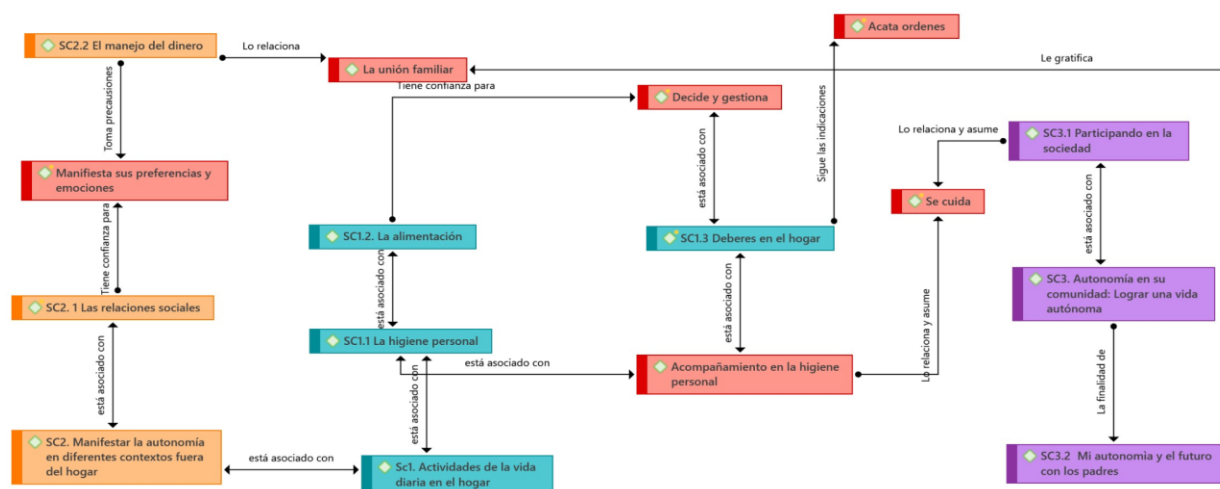 Acata ordenes
SC2.2 El manejo del dinero
Lo relaciona
La unión familiar
Le gratifica
Tiene confianza para
Decide y gestiona
Toma precauciones
Sigue las indicaciones
Lo relaciona y asume
SC3.1 Participando en la
sociedad
está asociado con
Manifiesta sus preferencias y
emociones
Se cuida
está asociado con
Tiene confianza para
SC1.2. La alimentación
SC1.3 Deberes en el hogar
está asociado con
SC3. Autonomía en su
comunidad: Lograr una vida
autónoma
SC2. 1 Las relaciones sociales
está asociado con
SC1.1 La higiene personal
está asociado con
Acompañamiento en la higiene
personal
Lo relaciona y asume
está asociado con
está asociado con
La finalidad de
SC2. Manifestar la autonomía
en diferentes contextos fuera
del hogar
está asociado con
Sc1. Actividades de la vida
diaria en el hogar
SC3.2 Mi autonomia y el futuro
con los padres